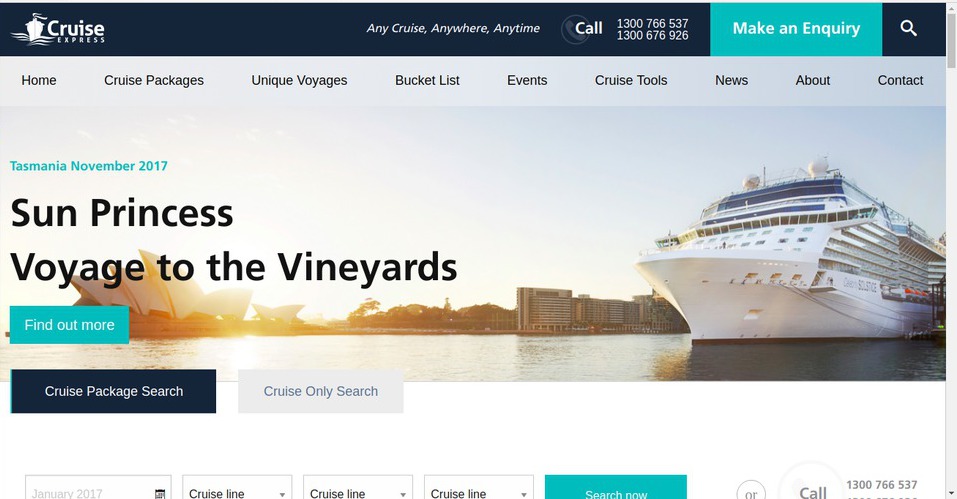 Cruise
EXPRESS
Any Cruise, Anywhere, Anytime
Call
1300 766 537
1300 676 926
Make an Enquiry
Home
Cruise Packages
Unique Voyages
Bucket List
Events
Cruise Tools
News
About
Contact
Tasmania November 2017
Sun Princess
Voyage to the Vineyards
Find out more
Celebrity SOLSTICE
Cruise Package Search
Cruise Only Search
January 2017
Cruise line
Cruise line
Cruise line
Search now
or
Call
1300 766 537